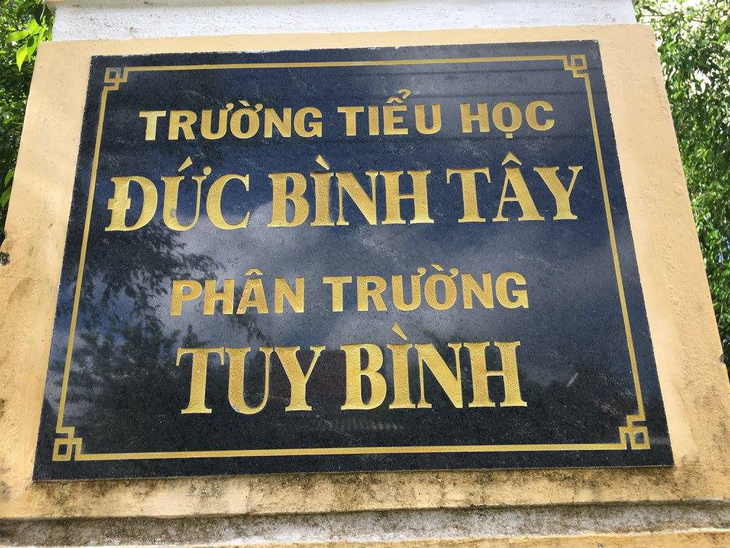 TRƯỜNG TIỂU HỌC
ĐỨC BÌNH TÂY
PHÂN TRƯỜNG
TUY BÌNH